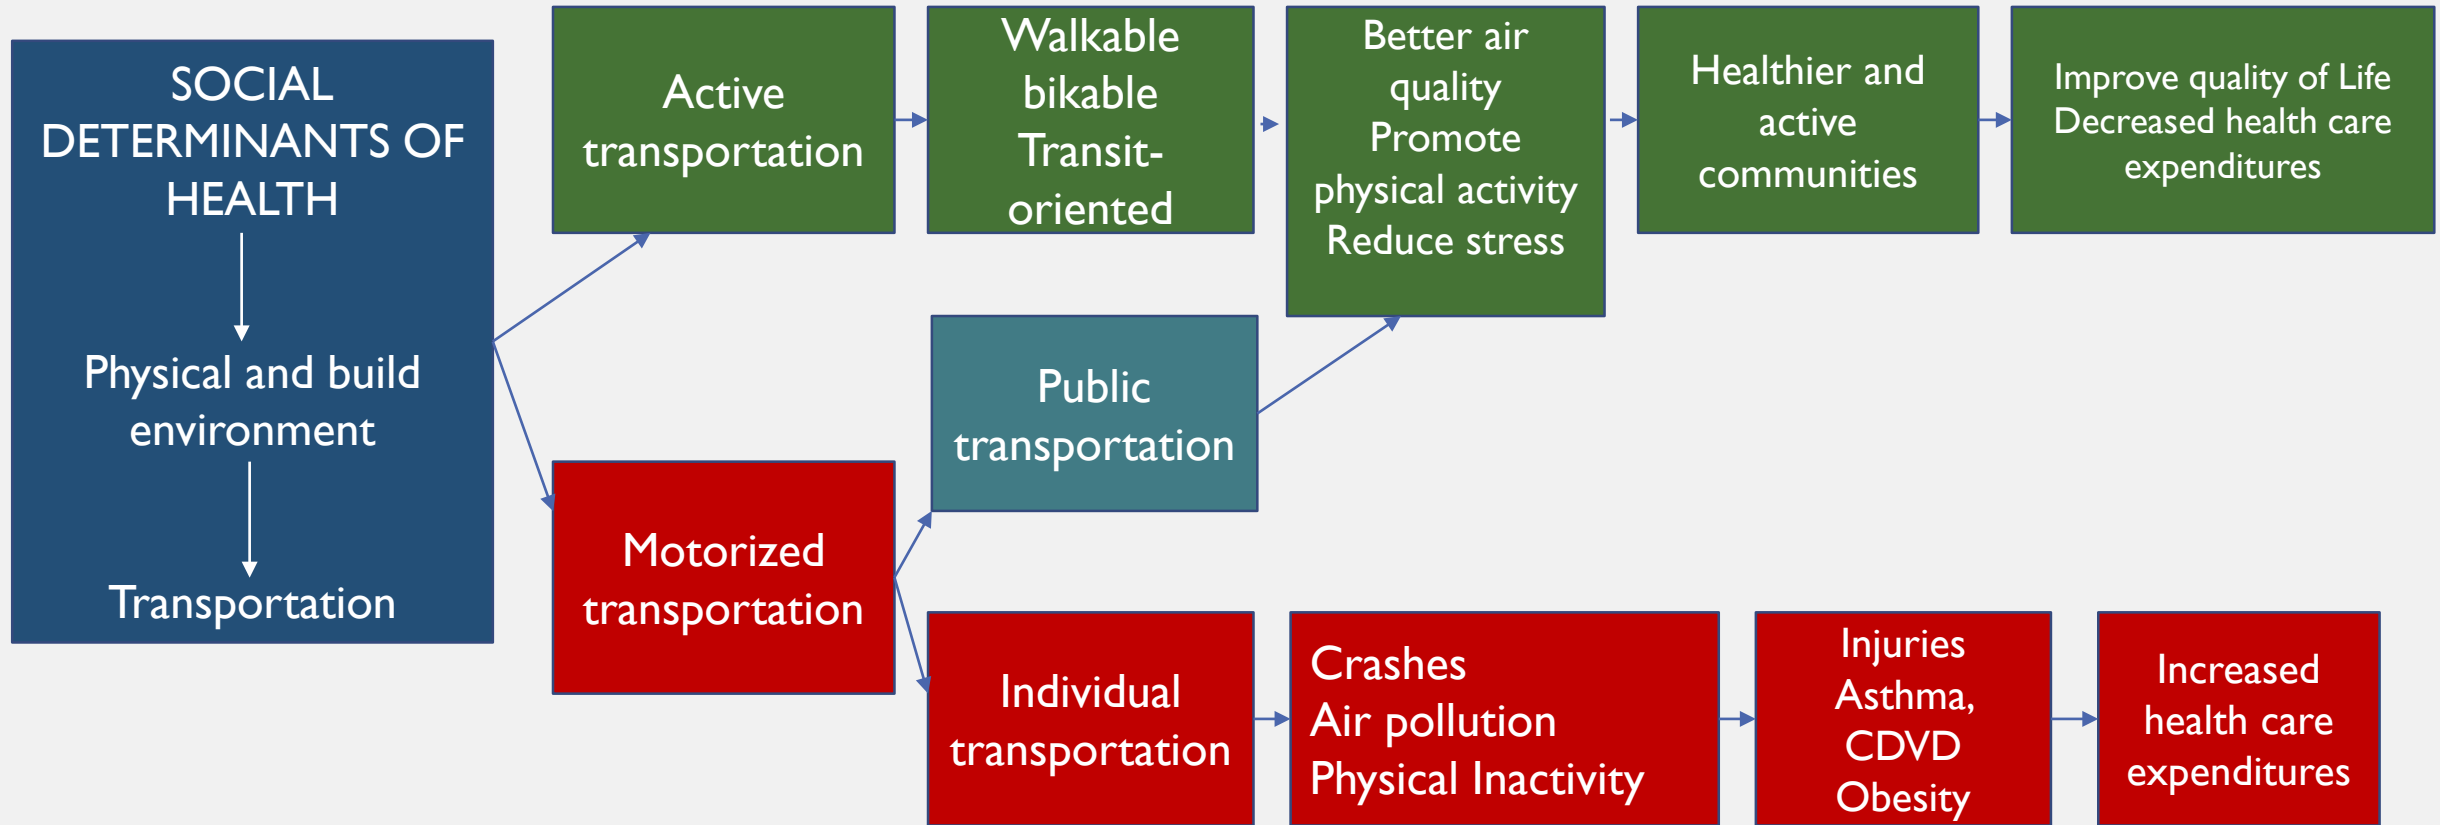 SOCIAL
DETERMINANTS OF
HEALTH
Physical and build
environment
Transportation
Active
transportation
Walkable
bikable
Transit-
oriented
Better air
quality
Promote
physical activity
Reduce stress
Healthier and
active
communities
Improve quality of Life
Decreased health care
expenditures
Public
transportation
Motorized
transportation
Individual
transportation
Crashes
Air pollution
Physical Inactivity
Injuries
Asthma,
CDVD
Obesity
Increased
health care
expenditures